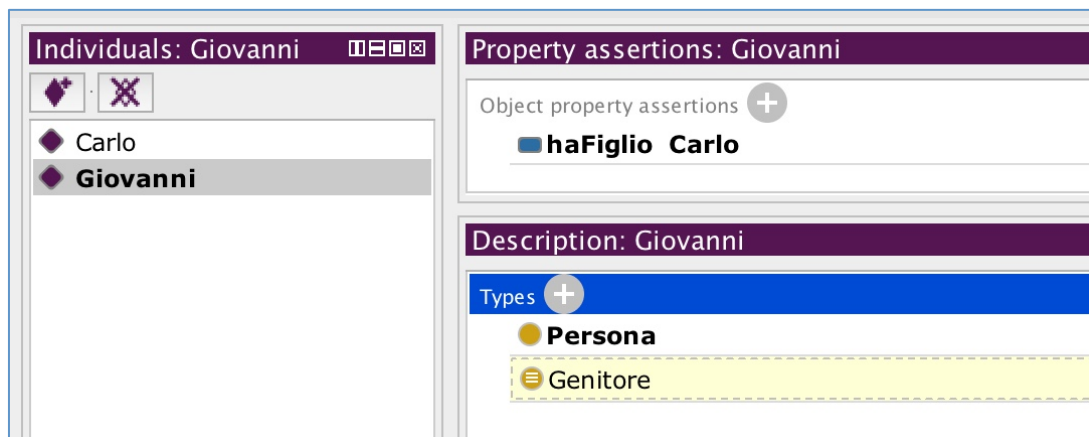 Individuals: Giovanni
Carlo
Giovanni
Property assertions: Giovanni
Object property assertions
haFiglio Carlo
Description: Giovanni
Types
Persona
Genitore